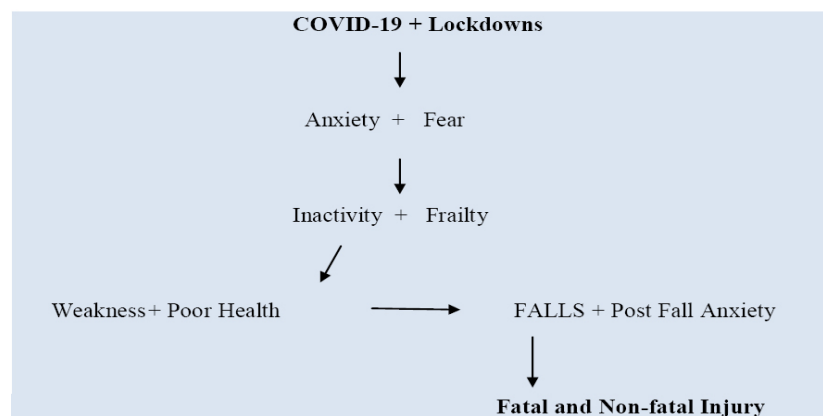 COVID-19 + Lockdowns
Anxiety + Fear
Inactivity + Frailty
Weakness + Poor Health
FALLS + Post Fall Anxiety
Fatal and Non-fatal Injury